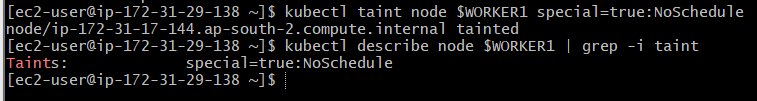 [ec2-user@ip-172-31-29-138 ~]$ kubectl taint node $WORKER1 special=true:NoSchedule
node/ip-172-31-17-144.ap-south-2.compute.internal tainted
[ec2-user@ip-172-31-29-138 ~]$ kubectl describe node $WORKER1 | grep -i taint
Taints:             special=true:NoSchedule
[ec2-user@ip-172-31-29-138 ~]$